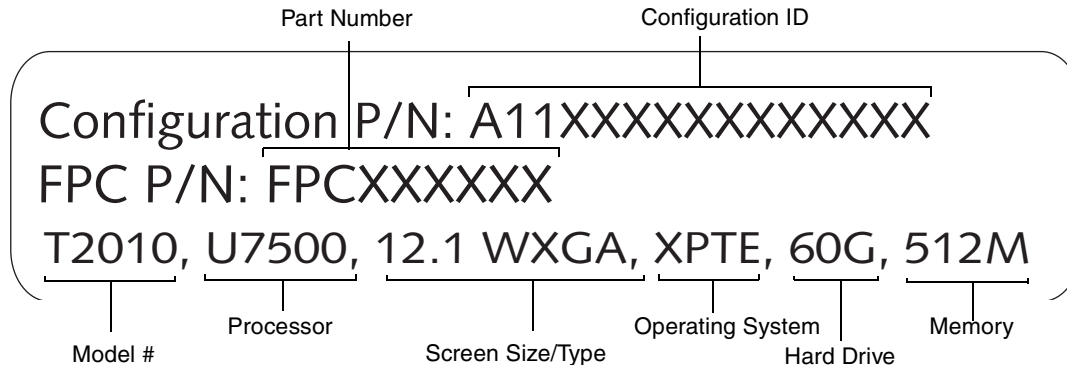 Part Number
Configuration ID
Configuration P/N: A11XXXXXXXXXXXX
FPC P/N: FPCXXXXXX
T2010, U7500, 12.1 WXGA, XPTE, 60G, 512M
Processor
Operating System
Memory
Model #
Screen Size/Type
Hard Drive